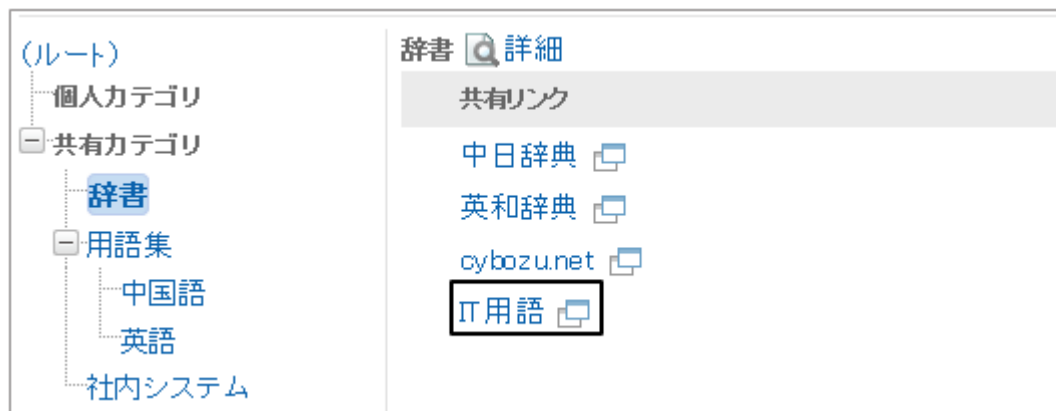 (ルート)
個人カテゴリ
共有カテゴリ
辞書
用語集
中国語
英語
社内システム
辞書 詳細
共有リンク
中日辞典
英和辞典
cybozu.net
IT用語